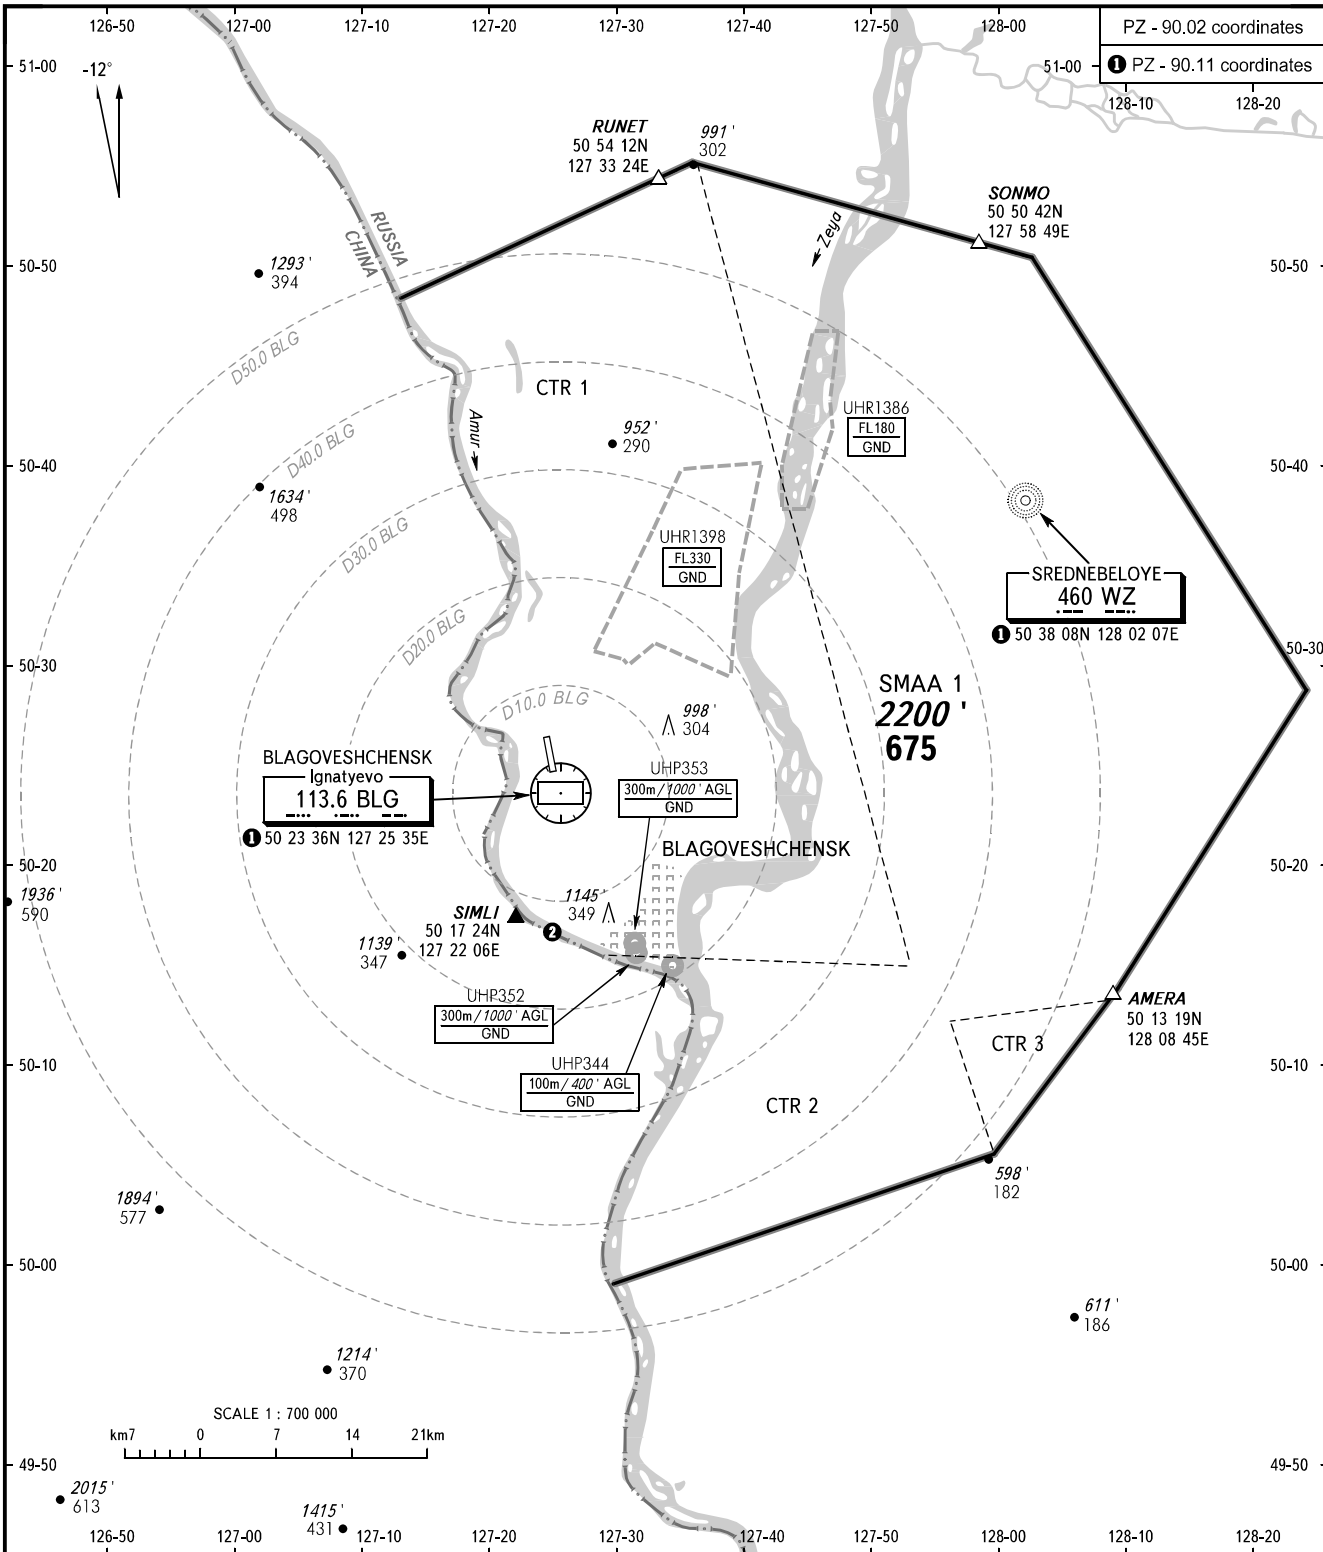 126-50
127-00
127-10
127-20
127-30
127-40
127-50
128-00
PZ - 90.02 coordinates
1 PZ - 90.11 coordinates
51-00
51-00
128-10
128-20
-12°
RUNET
50 54 12N
127 33 24E
991'
302
SONMO
50 50 42N
127 58 49E
RUSSIA
CHINA
Zeya
50-50
50-50
1293'
394
D50.0 BLG
CTR 1
Amur
952'
290
UHR1386
FL180
GND
D40.0 BLG
50-40
50-40
1634'
498
D30.0 BLG
UHR1398
FL330
GND
SREDNEBELOYE
460 WZ
1 50 38 08N 128 02 07E
D20.0 BLG
50-30
50-30
SMAA 1
2200'
675
D10.0 BLG
998'
304
BLAGOVESHCHENSK
Ignatyevo
113.6 BLG
1 50 23 36N 127 25 35E
UHP353
300m/1000' AGL
GND
BLAGOVESHCHENSK
50-20
50-20
1936'
590
1145'
349
SIMLI
50 17 24N
127 22 06E
2
1139'
347
UHP352
300m/1000' AGL
GND
AMERA
50 13 19N
128 08 45E
CTR 3
UHP344
100m/400' AGL
GND
50-10
50-10
CTR 2
598'
182
1894'
577
50-00
50-00
611'
186
1214'
370
SCALE 1 : 700 000
km7 0 7 14 21km
49-50
49-50
2015'
613
1415'
431
126-50
127-00
127-10
127-20
127-30
127-40
127-50
128-00
128-10
128-20